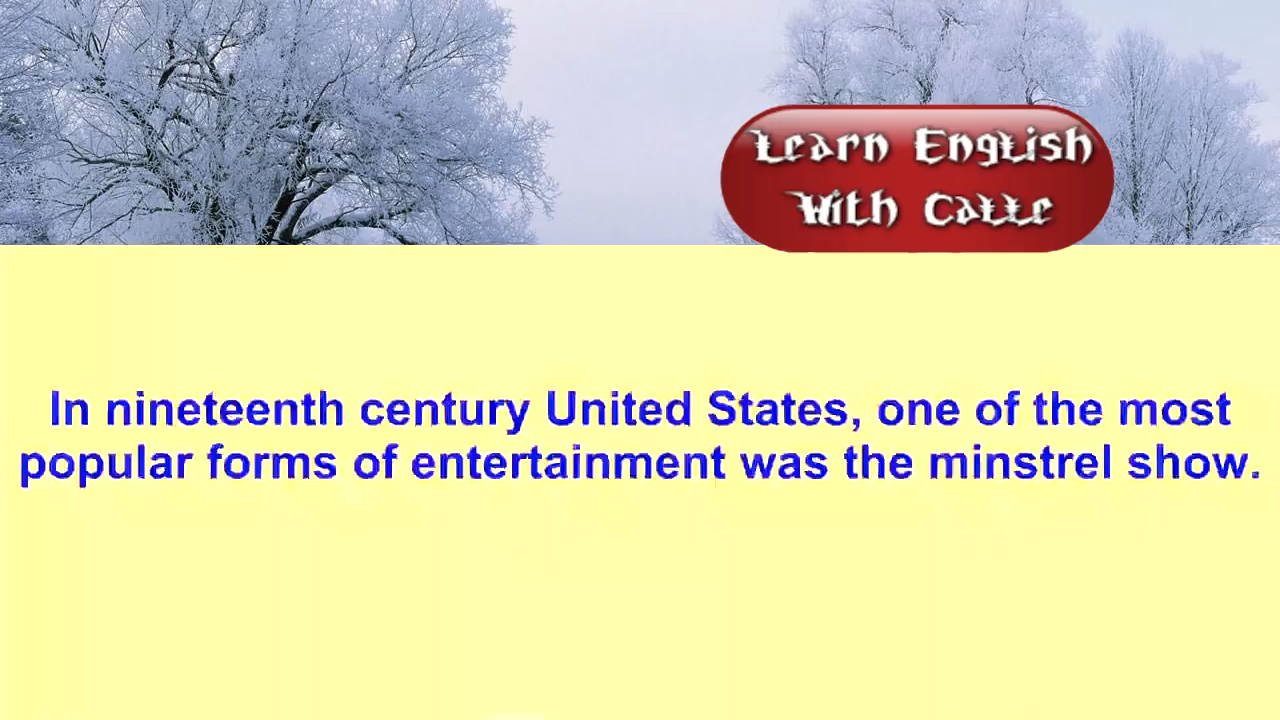 Learn English
With Calle
In nineteenth century United States, one of the most
popular forms of entertainment was the minstrel show.